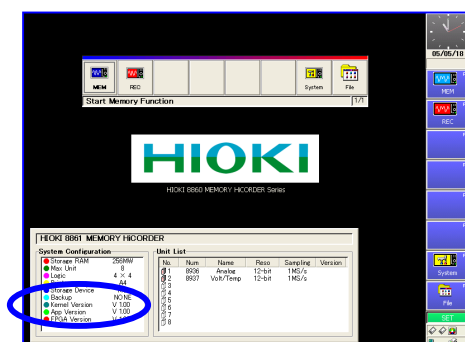 05/05/18
MEM
REC
System
File
Start Memory Function
1/1
MEM
REC
HIOKI
HIOKI 8860 MEMORY HiCORDER Series
HIOKI 8861 MEMORY HiCORDER
System Configuration
Storage RAM 256MW
Max Unit 8
Logic 4 × 4
A4
Storage Device
Backup NONE
Kernel Version V 1.00
App Version V 1.00
FPGA Version
Unit List
No. Num Name Reso Sampling Version
1 8936 Analog 12-bit 1MS/s
2 8937 Volt/Temp 12-bit 1MS/s
3
4
5
6
7
8
System
File
SET